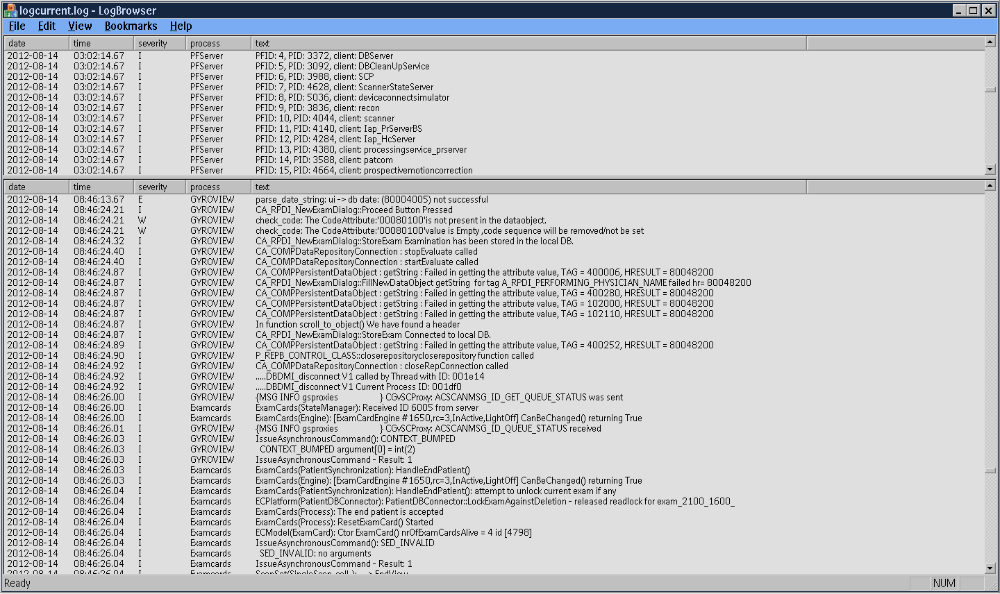 logcurrent.log - LogBrowser
File Edit View Bookmarks Help
date time severity process text
2012-08-14 03:02:14.67 I PFServer PFID: 4, PID: 3372, client: DBServer
2012-08-14 03:02:14.67 I PFServer PFID: 5, PID: 3092, client: DBCleanUpService
2012-08-14 03:02:14.67 I PFServer PFID: 6, PID: 3988, client: SCP
2012-08-14 03:02:14.67 I PFServer PFID: 7, PID: 4628, client: ScannerStateServer
2012-08-14 03:02:14.67 I PFServer PFID: 8, PID: 5036, client: deviceconnectsimulator
2012-08-14 03:02:14.67 I PFServer PFID: 9, PID: 3836, client: recon
2012-08-14 03:02:14.67 I PFServer PFID: 10, PID: 4044, client: scanner
2012-08-14 03:02:14.67 I PFServer PFID: 11, PID: 4140, client: Iap_PrServerBS
2012-08-14 03:02:14.67 I PFServer PFID: 12, PID: 4284, client: Iap_HcServer
2012-08-14 03:02:14.67 I PFServer PFID: 13, PID: 4380, client: processingservice_prserver
2012-08-14 03:02:14.67 I PFServer PFID: 14, PID: 3588, client: patcom
2012-08-14 03:02:14.67 I PFServer PFID: 15, PID: 4664, client: prospectivemotioncorrection
date time severity process text
2012-08-14 08:46:13.67 E GYROVIEW parse_date_string: ui -> db date: (80004005) not successful
2012-08-14 08:46:24.21 I GYROVIEW CA_RPDI_NewExamDialog::Proceed Button Pressed
2012-08-14 08:46:24.21 W GYROVIEW check_code: The CodeAttribute:'00080100'is not present in the dataobject.
2012-08-14 08:46:24.21 W GYROVIEW check_code: The CodeAttribute:'00080100'value is Empty ,code sequence will be removed/not be set
2012-08-14 08:46:24.32 I GYROVIEW CA_RPDI_NewExamDialog::StoreExam Examination has been stored in the local DB.
2012-08-14 08:46:24.40 I GYROVIEW CA_COMPDataRepositoryConnection : stopEvaluate called
2012-08-14 08:46:24.40 I GYROVIEW CA_COMPDataRepositoryConnection : startEvaluate called
2012-08-14 08:46:24.87 I GYROVIEW CA_COMPPersistentDataObject : getString : Failed in getting the attribute value, TAG = 400006, HRESULT = 80048200
2012-08-14 08:46:24.87 I GYROVIEW CA_RPDI_NewExamDialog::FillNewDataObject getString for tag A_RPDI_PERFORMING_PHYSICIAN_NAME failed hr= 80048200
2012-08-14 08:46:24.87 I GYROVIEW CA_COMPPersistentDataObject : getString : Failed in getting the attribute value, TAG = 400280, HRESULT = 80048200
2012-08-14 08:46:24.87 I GYROVIEW CA_COMPPersistentDataObject : getString : Failed in getting the attribute value, TAG = 102000, HRESULT = 80048200
2012-08-14 08:46:24.87 I GYROVIEW CA_COMPPersistentDataObject : getString : Failed in getting the attribute value, TAG = 102110, HRESULT = 80048200
2012-08-14 08:46:24.87 I GYROVIEW In function scroll_to_object() We have found a header
2012-08-14 08:46:24.87 I GYROVIEW CA_RPDI_NewExamDialog::StoreExam Connected to local DB.
2012-08-14 08:46:24.89 I GYROVIEW CA_COMPPersistentDataObject : getString : Failed in getting the attribute value, TAG = 400252, HRESULT = 80048200
2012-08-14 08:46:24.90 I GYROVIEW P_REPB_CONTROL_CLASS::closerepositorycloserepository function called
2012-08-14 08:46:24.92 I GYROVIEW CA_COMPDataRepositoryConnection : closeRepConnection called
2012-08-14 08:46:24.92 I GYROVIEW .....DBDMI_disconnect V1 called by Thread with ID: 001e14
2012-08-14 08:46:24.92 I GYROVIEW .....DBDMI_disconnect V1 Current Process ID: 001df0
2012-08-14 08:46:26.00 I GYROVIEW {MSG INFO gsproxies } CGvSCProxy: ACSCANMSG_ID_GET_QUEUE_STATUS was sent
2012-08-14 08:46:26.00 I Examcards ExamCards(StateManager): Received ID 6005 from server
2012-08-14 08:46:26.00 I Examcards ExamCards(Engine): [ExamCardEngine #1650,rc=3,InActive,LightOff] CanBeChanged() returning True
2012-08-14 08:46:26.01 I GYROVIEW {MSG INFO gsproxies } CGvSCProxy: ACSCANMSG_ID_QUEUE_STATUS received
2012-08-14 08:46:26.03 I GYROVIEW IssueAsynchronousCommand(): CONTEXT_BUMPED
2012-08-14 08:46:26.03 I GYROVIEW CONTEXT_BUMPED argument[0] = int(2)
2012-08-14 08:46:26.03 I GYROVIEW IssueAsynchronousCommand - Result: 1
2012-08-14 08:46:26.03 I Examcards ExamCards(PatientSynchronization): HandleEndPatient()
2012-08-14 08:46:26.03 I Examcards ExamCards(Engine): [ExamCardEngine #1650,rc=3,InActive,LightOff] CanBeChanged() returning True
2012-08-14 08:46:26.04 I Examcards ExamCards(PatientSynchronization): HandleEndPatient(): attempt to unlock current exam if any
2012-08-14 08:46:26.04 I Examcards ECPlatform(PatientDBConnector): PatientDBConnector::LockExamAgainstDeletion - released readlock for exam_2100_1600_
2012-08-14 08:46:26.04 I Examcards ExamCards(Process): The end patient is accepted
2012-08-14 08:46:26.04 I Examcards ExamCards(Process): ResetExamCard() Started
2012-08-14 08:46:26.04 I Examcards ECModel(ExamCard): Ctor ExamCard() nrOfExamCardsAlive = 4 id [4798]
2012-08-14 08:46:26.04 I Examcards IssueAsynchronousCommand(): SED_INVALID
2012-08-14 08:46:26.04 I Examcards SED_INVALID: no arguments
2012-08-14 08:46:26.04 I Examcards IssueAsynchronousCommand - Result: 1
2012-08-14 08:46:26.04 I Examcards
Ready NUM